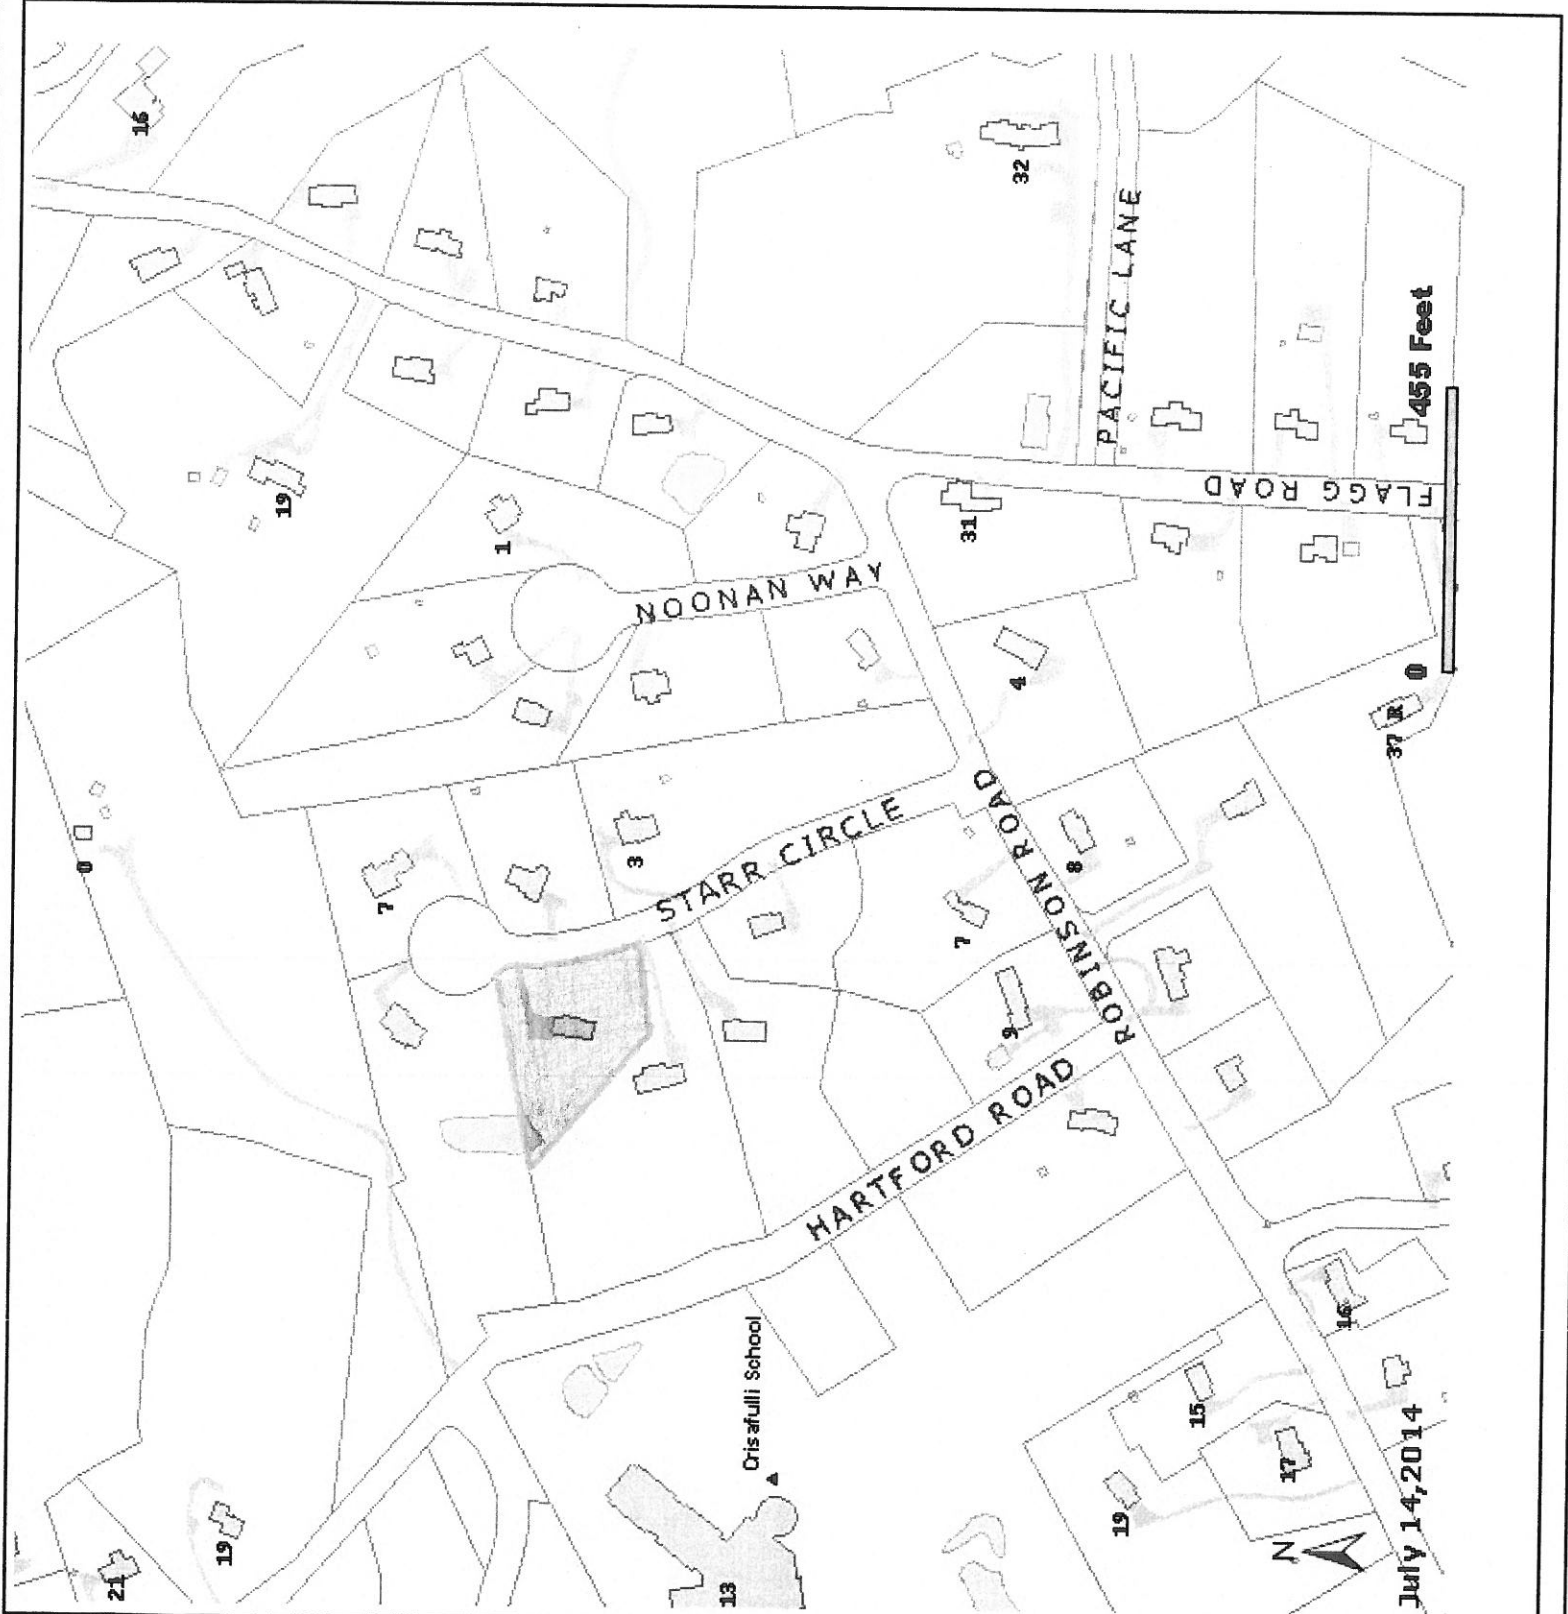 21
0
16
19
19
7
1
3
NOONAN WAY
13
Crisafulli School
STARR CIRCLE
HARTFORD ROAD
7
31
9
4
32
ROBINSON ROAD
8
PACIFIC LANE
19
15
FLAGG ROAD
N
17
16
37 R
July 14,2014
0
455 Feet